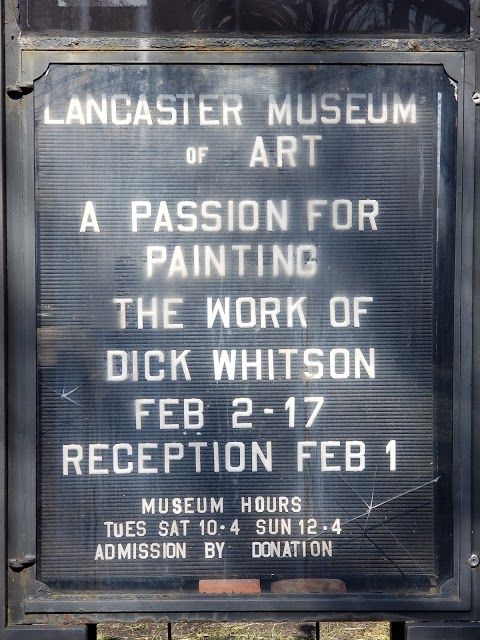 LANCASTER MUSEUM
OF ART
A PASSION FOR
PAINTING
THE WORK OF
DICK WHITSON
FEB 2-17
RECEPTION FEB 1
MUSEUM HOURS
TUES SAT 10-4 SUN 12-4
ADMISSION BY DONATION